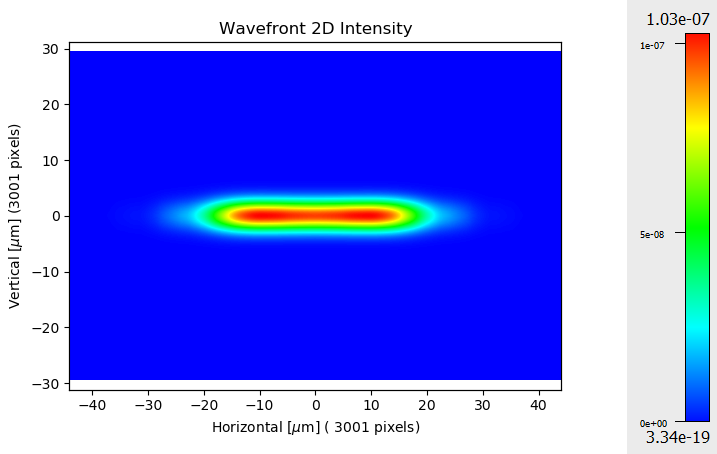 Wavefront 2D Intensity
1.03e-07
1e-07
5e-08
0e+00
3.34e-19
30
20
10
0
−10
−20
−30
Vertical [μm] (3001 pixels)
−40 −30 −20 −10 0 10 20 30 40
Horizontal [μm] ( 3001 pixels)